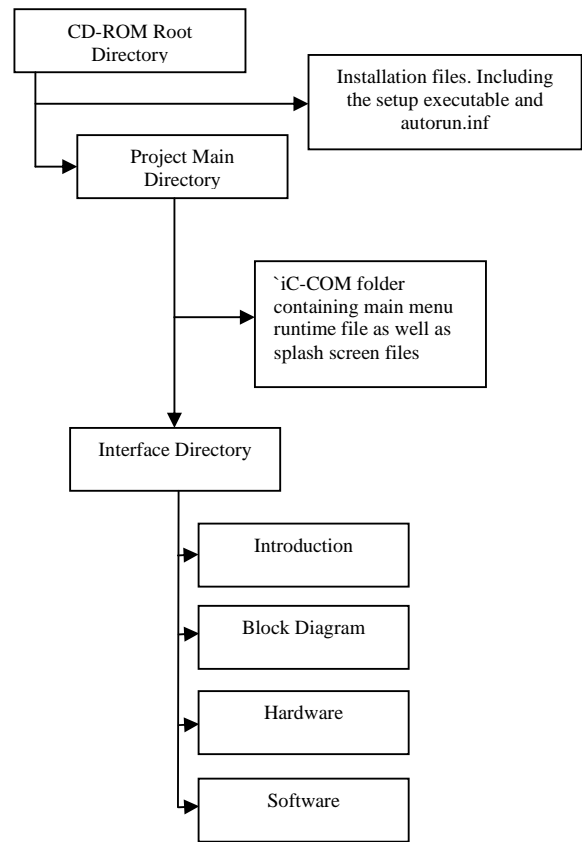 CD-ROM Root
Directory
Installation files. Including
the setup executable and
autorun.inf
Project Main
Directory
`iC-COM folder
containing main menu
runtime file as well as
splash screen files
Interface Directory
Introduction
Block Diagram
Hardware
Software